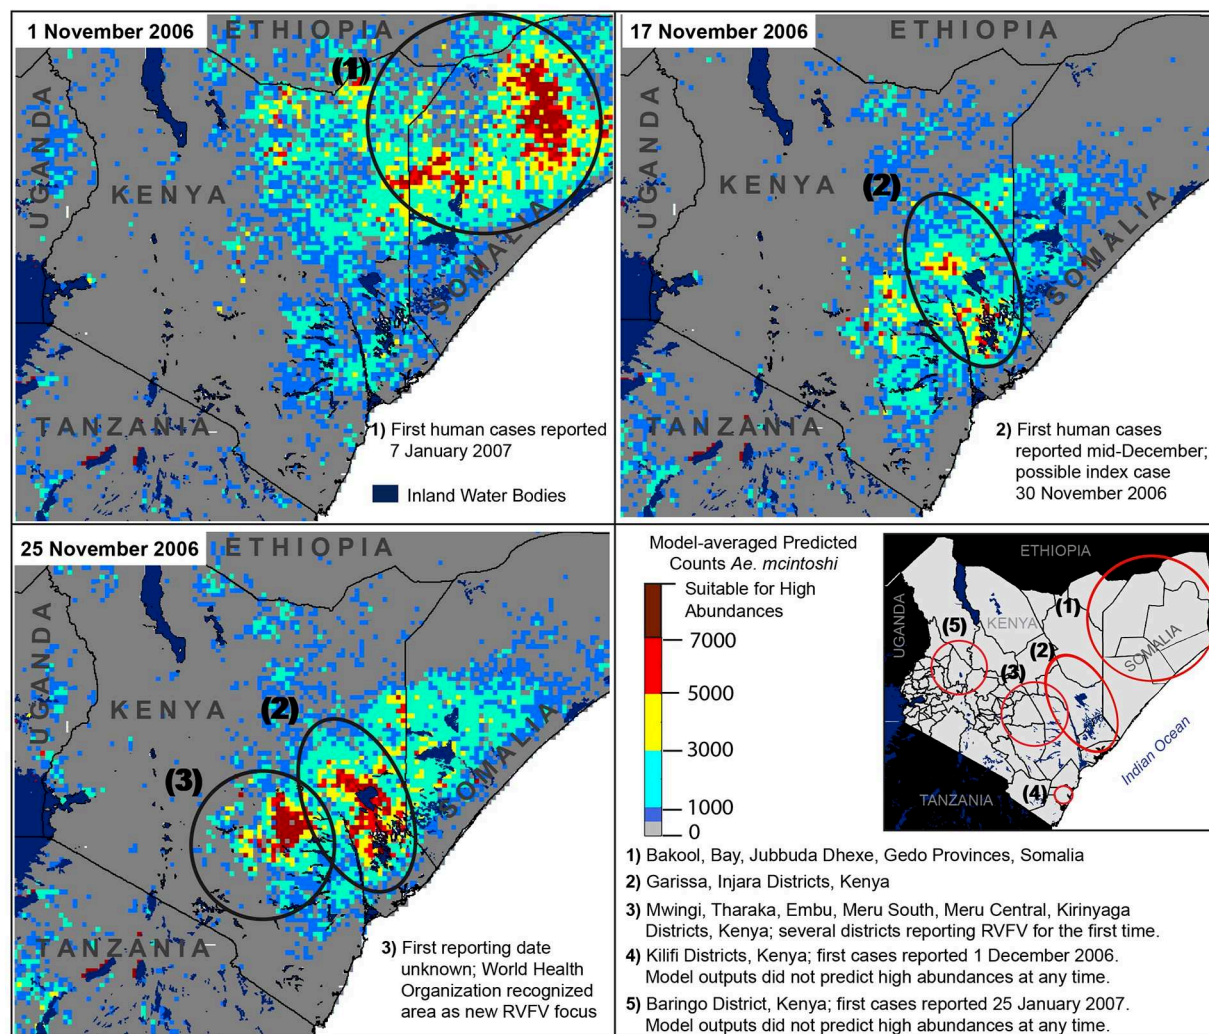 1 November 2006
ETHIOPIA
(1)
UGANDA
KENYA
SOMALIA
TANZANIA
1) First human cases reported
7 January 2007
Inland Water Bodies
17 November 2006
ETHIOPIA
UGANDA
KENYA
(2)
SOMALIA
TANZANIA
2) First human cases
reported mid-December;
possible index case
30 November 2006
25 November 2006
ETHIOPIA
UGANDA
KENYA
(2)
(3)
SOMALIA
TANZANIA
3) First reporting date
unknown; World Health
Organization recognized
area as new RVFV focus
Model-averaged Predicted
Counts Ae. mcintoshi
Suitable for High
Abundances
7000
5000
3000
1000
0
ETHIOPIA
UGANDA
KENYA
(1)
SOMALIA
(5)
(2)
(3)
Indian Ocean
TANZANIA
(4)
1) Bakool, Bay, Jubbuda Dhexe, Gedo Provinces, Somalia
2) Garissa, Injara Districts, Kenya
3) Mwingi, Tharaka, Embu, Meru South, Meru Central, Kirinyaga
Districts, Kenya; several districts reporting RVFV for the first time.
4) Kilifi Districts, Kenya; first cases reported 1 December 2006.
Model outputs did not predict high abundances at any time.
5) Baringo District, Kenya; first cases reported 25 January 2007.
Model outputs did not predict high abundances at any time.